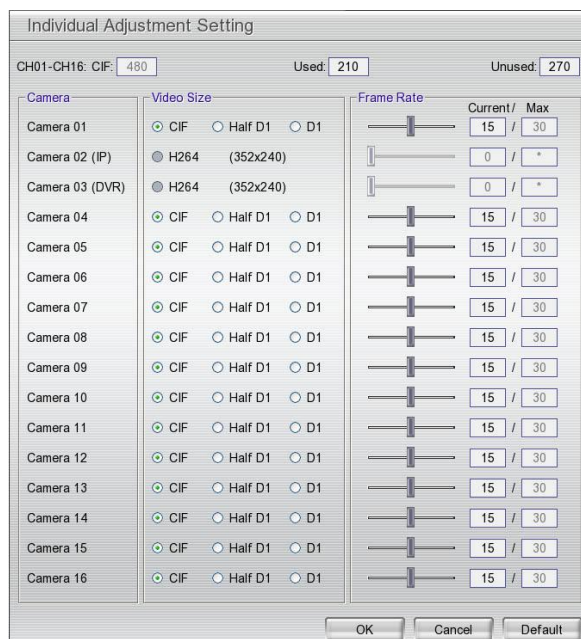 Individual Adjustment Setting
CH01-CH16: CIF: 480 Used: 210 Unused: 270
Camera Video Size Frame Rate
Current / Max
Camera 01 CIF Half D1 D1 15 / 30
Camera 02 (IP) H264 (352x240) 0 / *
Camera 03 (DVR) H264 (352x240) 0 / *
Camera 04 CIF Half D1 D1 15 / 30
Camera 05 CIF Half D1 D1 15 / 30
Camera 06 CIF Half D1 D1 15 / 30
Camera 07 CIF Half D1 D1 15 / 30
Camera 08 CIF Half D1 D1 15 / 30
Camera 09 CIF Half D1 D1 15 / 30
Camera 10 CIF Half D1 D1 15 / 30
Camera 11 CIF Half D1 D1 15 / 30
Camera 12 CIF Half D1 D1 15 / 30
Camera 13 CIF Half D1 D1 15 / 30
Camera 14 CIF Half D1 D1 15 / 30
Camera 15 CIF Half D1 D1 15 / 30
Camera 16 CIF Half D1 D1 15 / 30
OK Cancel Default